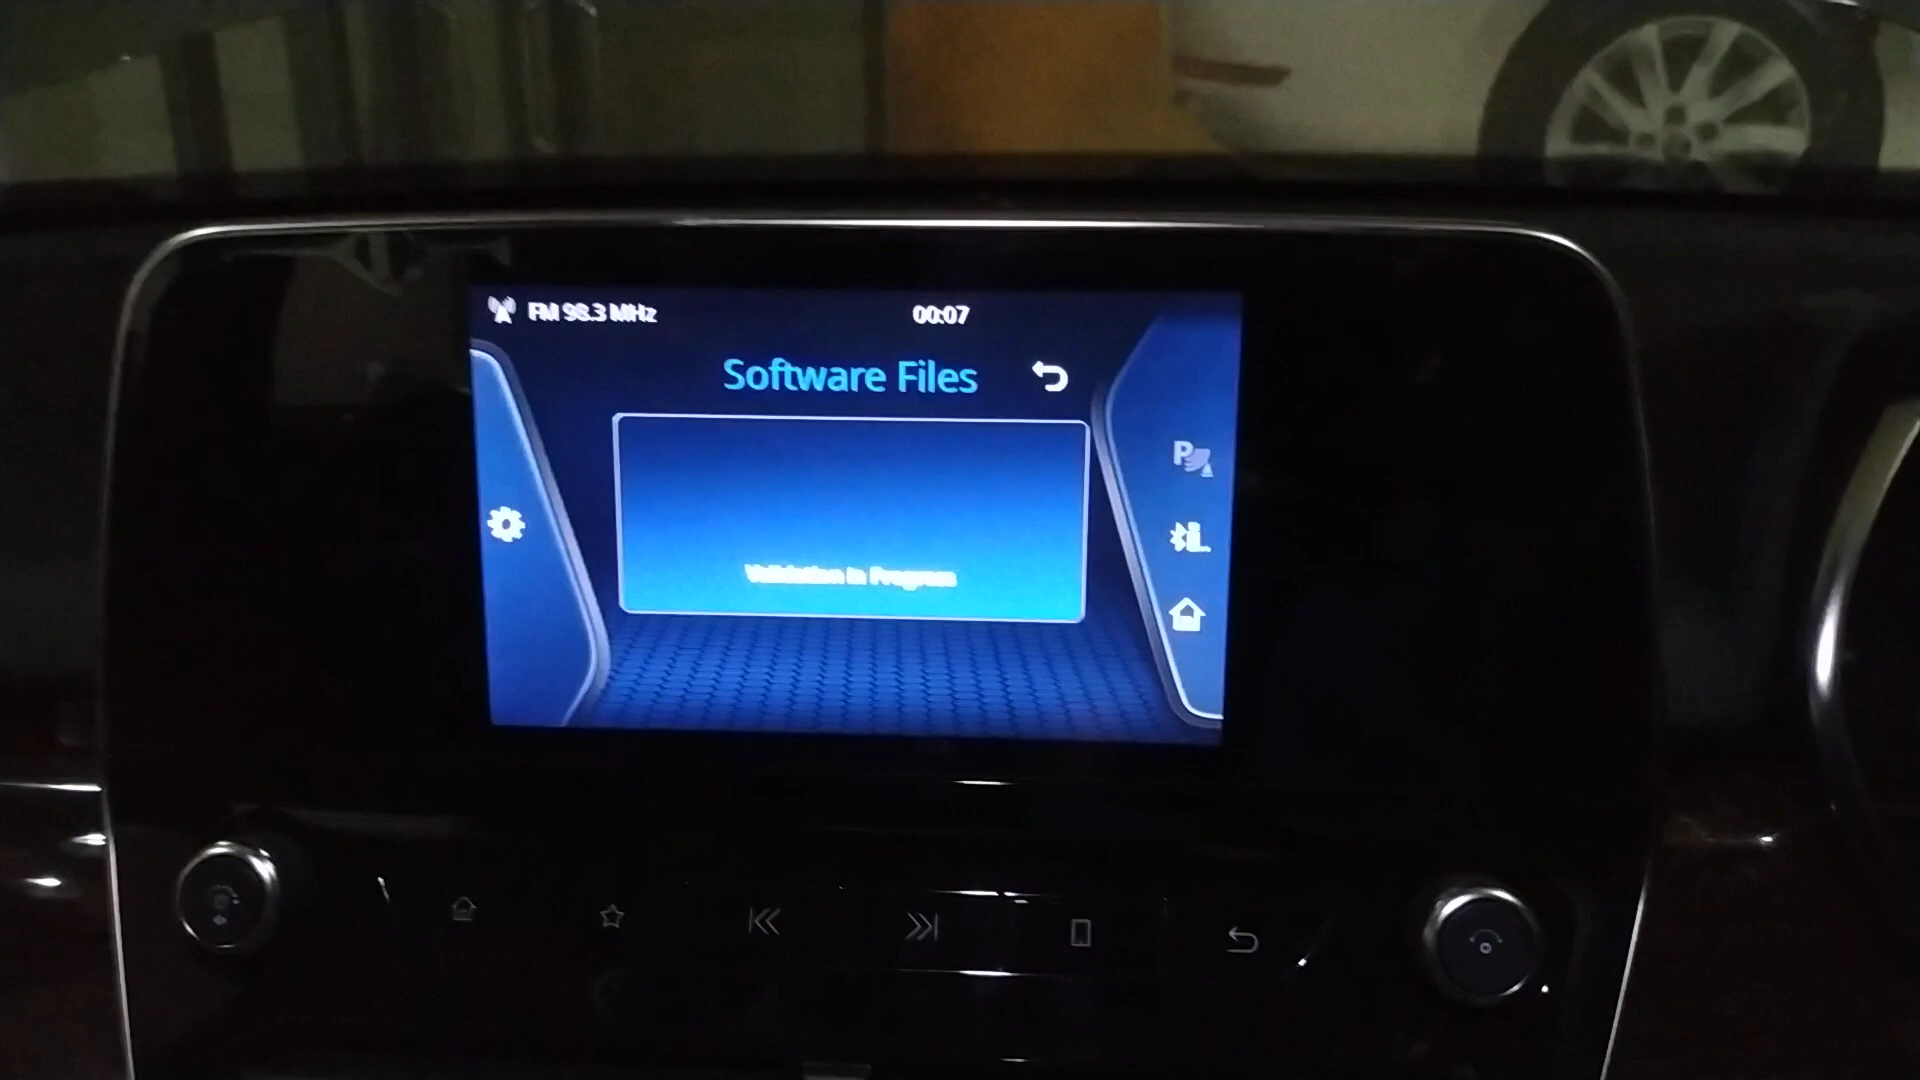 FM 98.3 MHz
00:07
Software Files
Validation in Progress
P